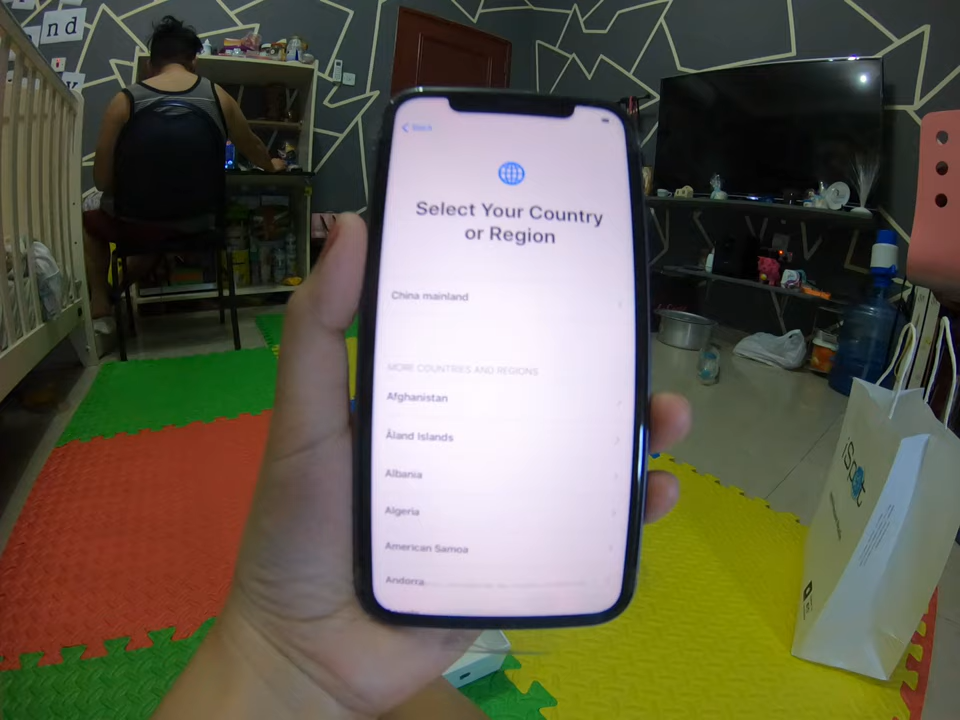 nd
y
Back
Select Your Country
or Region
China mainland
MORE COUNTRIES AND REGIONS
Afghanistan
Åland Islands
Albania
Algeria
American Samoa
Andorra